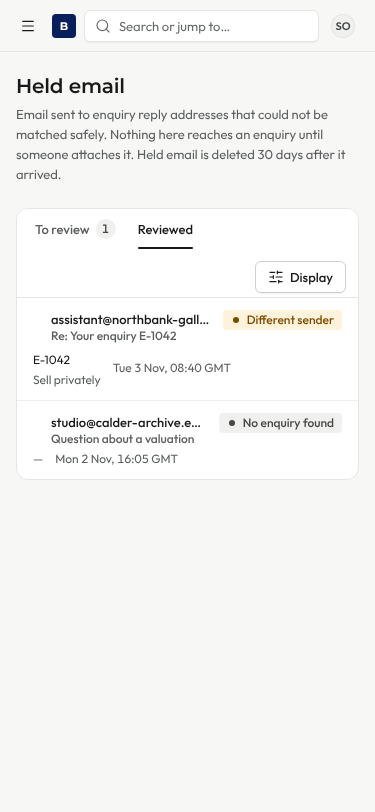 B
Search or jump to…
SO
Held email
Email sent to enquiry reply addresses that could not be
matched safely. Nothing here reaches an enquiry until
someone attaches it. Held email is deleted 30 days after it
arrived.
To review 1
Reviewed
Display
assistant@northbank-gall…
Different sender
Re: Your enquiry E-1042
E-1042
Sell privately
Tue 3 Nov, 08:40 GMT
studio@calder-archive.e…
No enquiry found
Question about a valuation
— Mon 2 Nov, 16:05 GMT